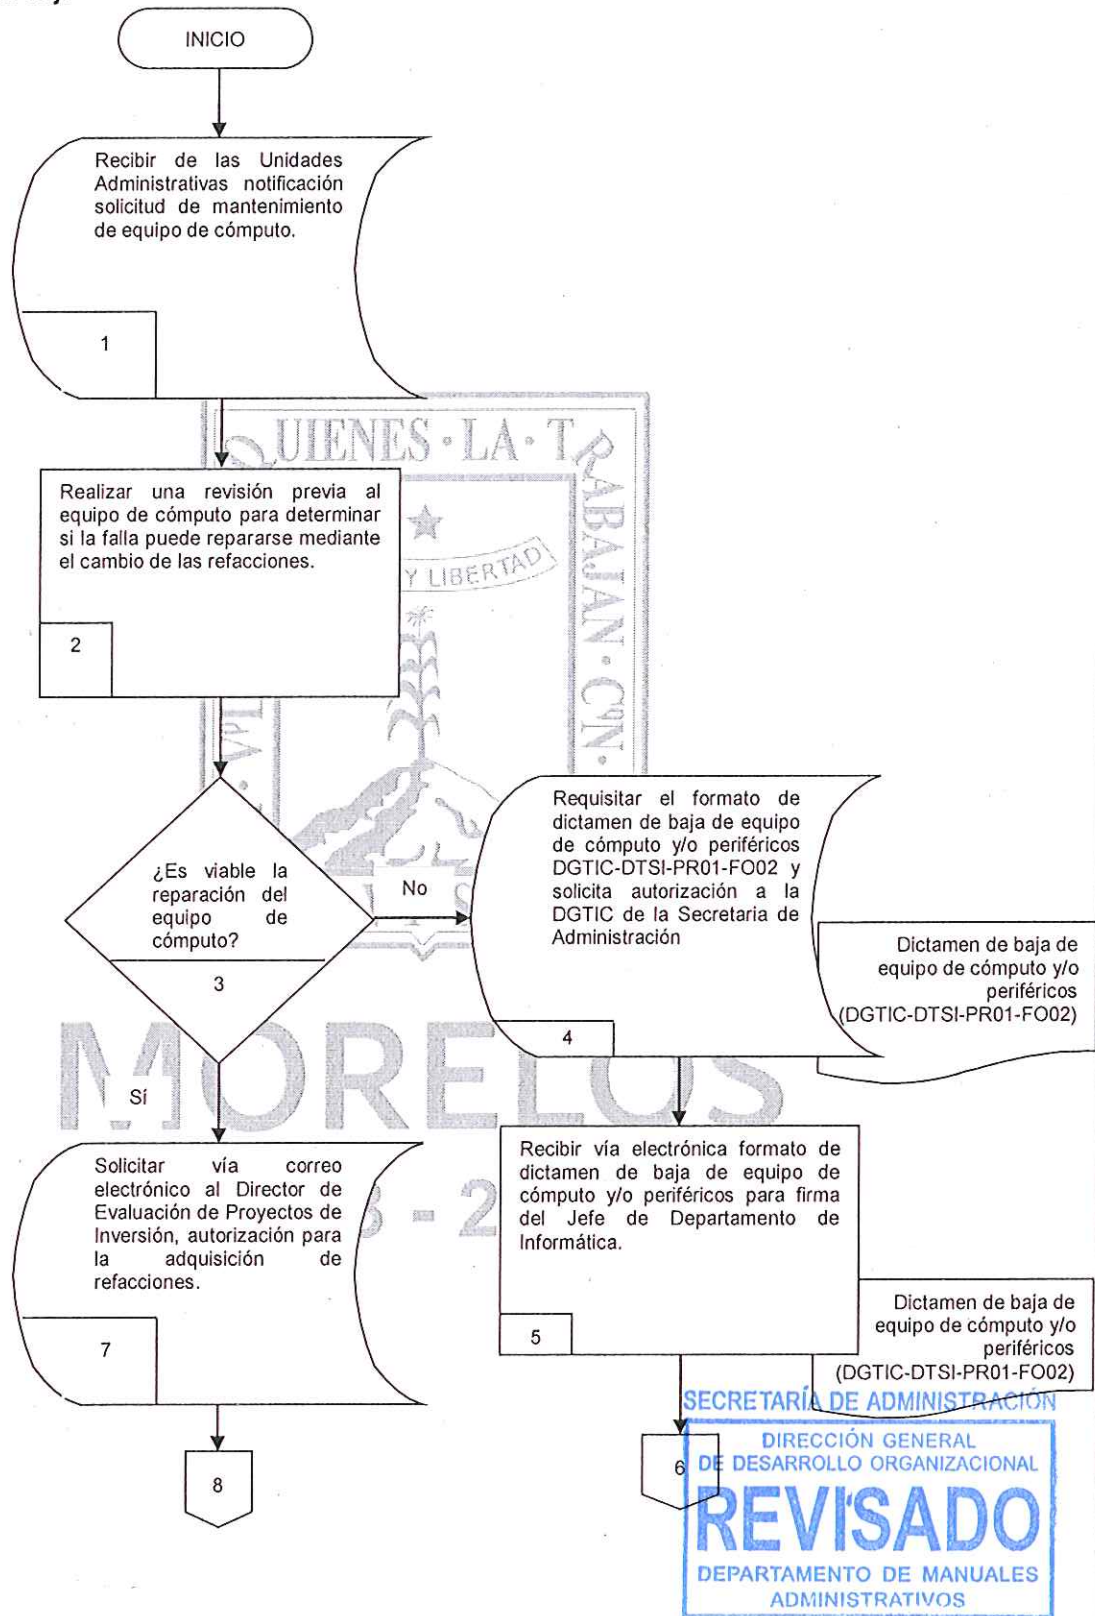 INICIO
Recibir de las Unidades
Administrativas notificación
solicitud de mantenimiento
de equipo de cómputo.
1
QUIENES · LA · TRABAJAN · CON ·
Realizar una revisión previa al
equipo de cómputo para determinar
si la falla puede repararse mediante
el cambio de las refacciones.
2
Y LIBERTAD
¿Es viable la
reparación del
equipo de
cómputo?
3
No
Requisitar el formato de
dictamen de baja de equipo
de cómputo y/o periféricos
DGTIC-DTSI-PR01-FO02 y
solicita autorización a la
DGTIC de la Secretaria de
Administración
4
Dictamen de baja de
equipo de cómputo y/o
periféricos
(DGTIC-DTSI-PR01-FO02)
MORELOS
Sí
Solicitar vía correo
electrónico al Director de
Evaluación de Proyectos de
Inversión, autorización para
la adquisición de
refacciones.
7
- 2
Recibir vía electrónica formato de
dictamen de baja de equipo de
cómputo y/o periféricos para firma
del Jefe de Departamento de
Informática.
5
Dictamen de baja de
equipo de cómputo y/o
periféricos
(DGTIC-DTSI-PR01-FO02)
8
6
SECRETARÍA DE ADMINISTRACIÓN
DIRECCIÓN GENERAL
DE DESARROLLO ORGANIZACIONAL
REVISADO
DEPARTAMENTO DE MANUALES
ADMINISTRATIVOS